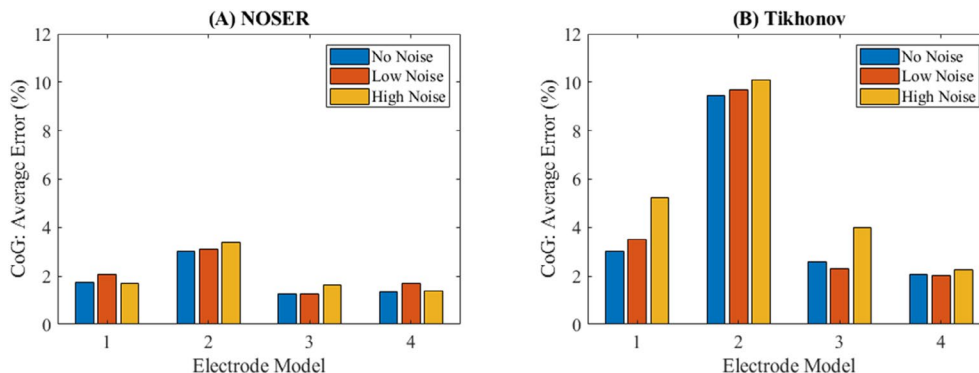 (A) NOSER
12
10
8
6
4
2
0
CoG: Average Error (%)
No Noise
Low Noise
High Noise
1 2 3 4
Electrode Model
(B) Tikhonov
12
10
8
6
4
2
0
CoG: Average Error (%)
No Noise
Low Noise
High Noise
1 2 3 4
Electrode Model